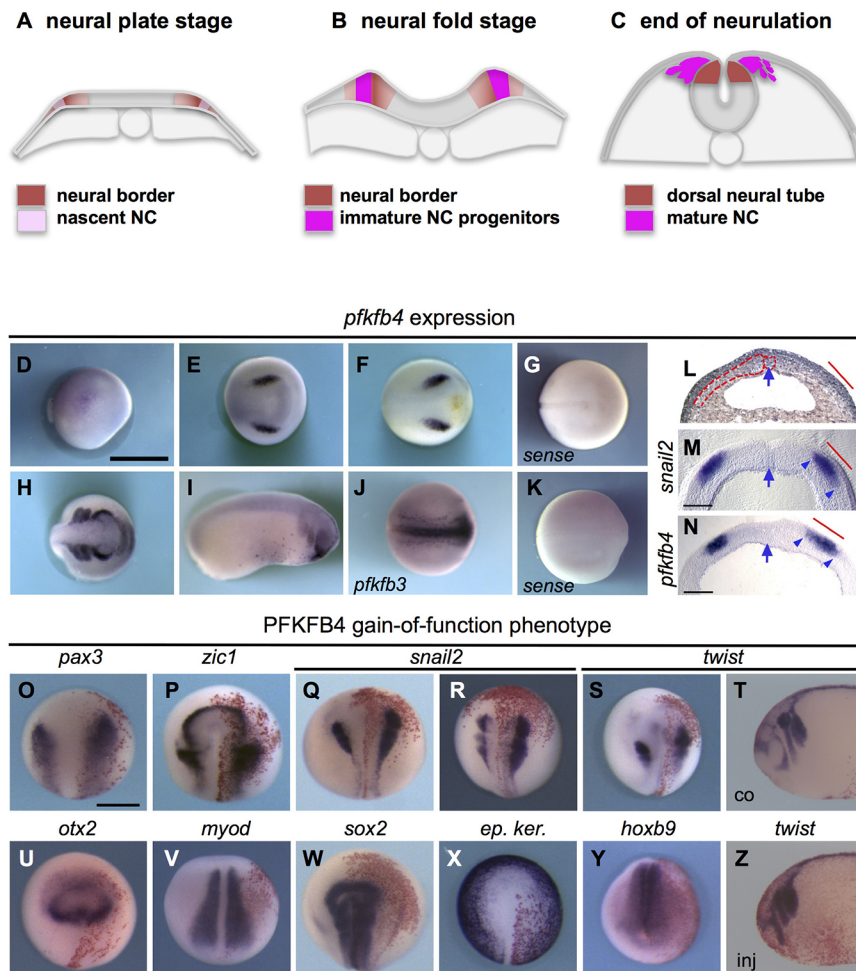 A neural plate stage
B neural fold stage
C end of neurulation
neural border
nascent NC
neural border
immature NC progenitors
dorsal neural tube
mature NC
pfkfb4 expression
D
E
F
G
sense
L
M
snail2
H
I
J
pfkfb3
K
sense
N
pfkfb4
PFKFB4 gain-of-function phenotype
pax3
zic1
snail2
twist
O
P
Q
R
S
T
co
otx2
myod
sox2
ep. ker.
hoxb9
twist
U
V
W
X
Y
Z
inj